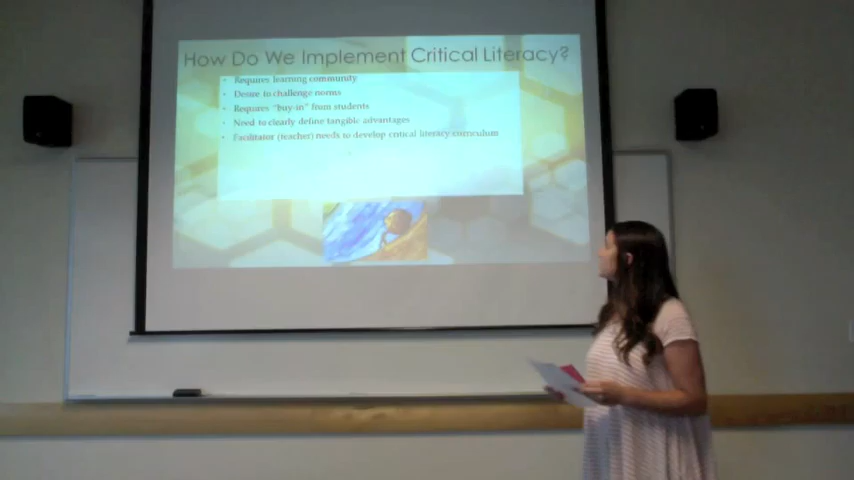 How Do We Implement Critical Literacy?
• Requires learning community
• Desire to challenge norms
• Requires "buy-in" from students
• Need to clearly define tangible advantages
• Facilitator (teacher) needs to develop critical literacy curriculum